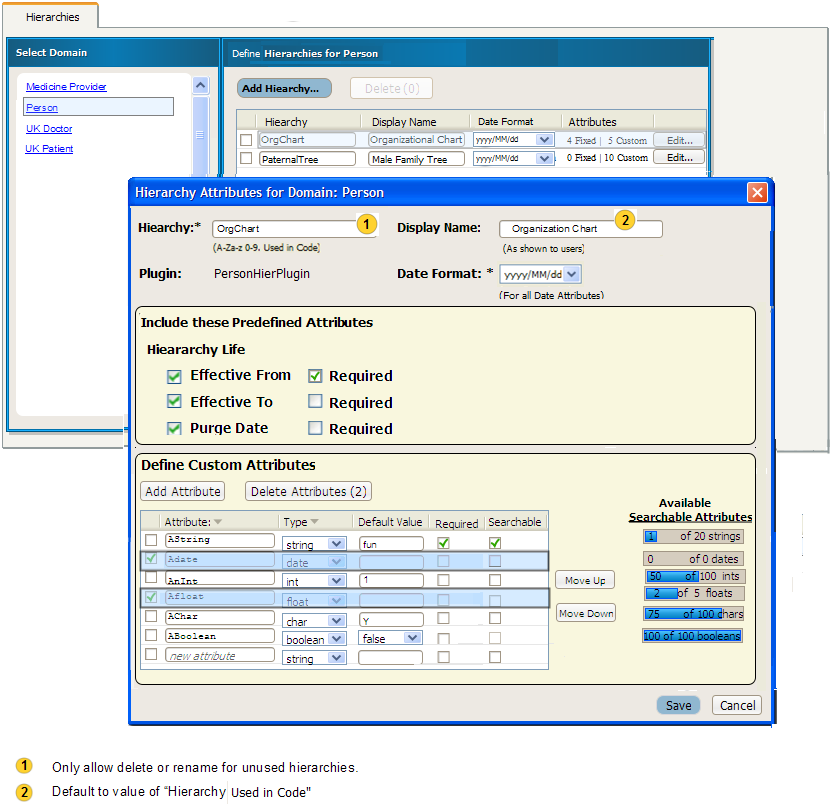 Hierarchies
Select Domain
Define Hierarchies for Person
Medicine Provider
Person
UK Doctor
UK Patient
Add Hiearchy...
Delete (0)
Hiearchy Display Name Date Format Attributes
OrgChart Organizational Chart yyyy/MM/dd 4 Fixed | 5 Custom Edit...
PaternalTree Male Family Tree yyyy/MM/dd 0 Fixed | 10 Custom Edit...
Hierarchy Attributes for Domain: Person
Hiearchy:* OrgChart 1 Display Name: Organization Chart 2
(A-Za-z 0-9. Used in Code) (As shown to users)
Plugin: PersonHierPlugin Date Format: * yyyy/MM/dd
(For all Date Attributes)
Include these Predefined Attributes
Hieararchy Life
Effective From Required
Effective To Required
Purge Date Required
Define Custom Attributes
Add Attribute Delete Attributes (2)
Attribute: Type Default Value Required Searchable
AString string fun
Adate date
AnInt int 1
Afloat float
AChar char Y
ABoolean boolean false
new attribute string
Move Up
Move Down
Available
Searchable Attributes
1 of 20 strings
0 of 0 dates
50 of 100 ints
2 of 5 floats
75 of 100 chars
100 of 100 booleans
Save Cancel
1 Only allow delete or rename for unused hierarchies.
2 Default to value of “Hierarchy Used in Code"